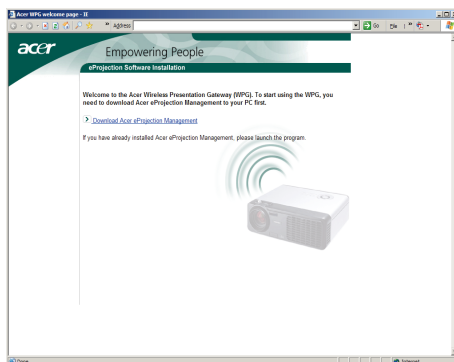 Acer WPG welcome page - II
Address
Go
acer
Empowering People
eProjection Software Installation
Welcome to the Acer Wireless Presentation Gateway (WPG). To start using the WPG, you
need to download Acer eProjection Management to your PC first.
Download Acer eProjection Management
If you have already installed Acer eProjection Management, please launch the program.
Done
Internet